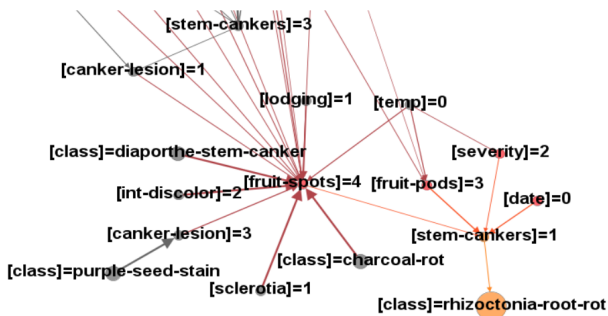 [stem-cankers]=3
[canker-lesion]=1
[lodging]=1
[temp]=0
[class]=diaporthe-stem-canker
[severity]=2
[int-discolor]=2
[fruit-spots]=4
[fruit-pods]=3
[date]=0
[canker-lesion]=3
[stem-cankers]=1
[class]=purple-seed-stain
[class]=charcoal-rot
[sclerotia]=1
[class]=rhizoctonia-root-rot